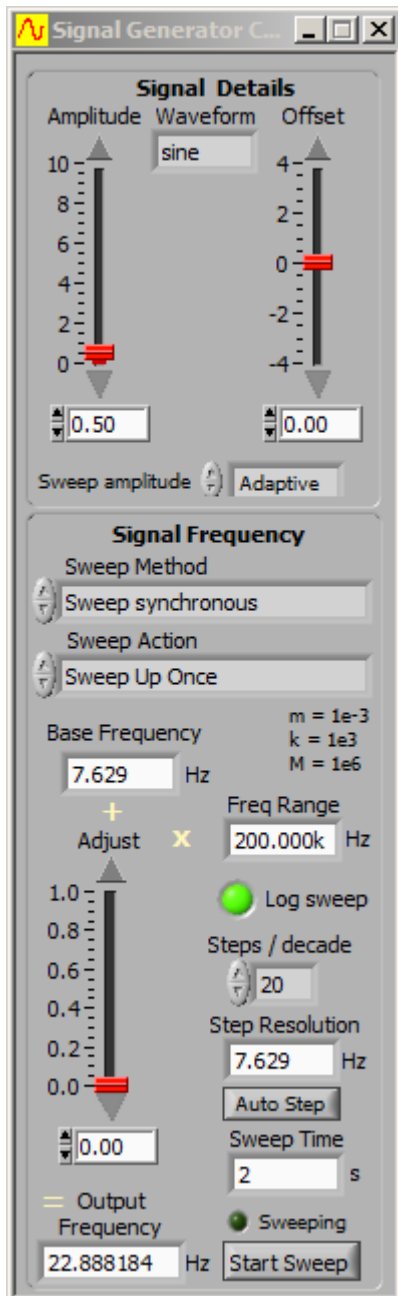 Signal Generator C...
Signal Details
Amplitude Waveform Offset
sine
10
8
6
4
2
0
4
2
0
-2
-4
0.50
0.00
Sweep amplitude Adaptive
Signal Frequency
Sweep Method
Sweep synchronous
Sweep Action
Sweep Up Once
m = 1e-3
k = 1e3
M = 1e6
Base Frequency
7.629 Hz
+
Adjust
x
Freq Range
200.000k Hz
1.0
0.8
0.6
0.4
0.2
0.0
0.00
Log sweep
Steps / decade
20
Step Resolution
7.629 Hz
Auto Step
Sweep Time
2 s
= Output
Frequency
22.888184 Hz
Sweeping
Start Sweep